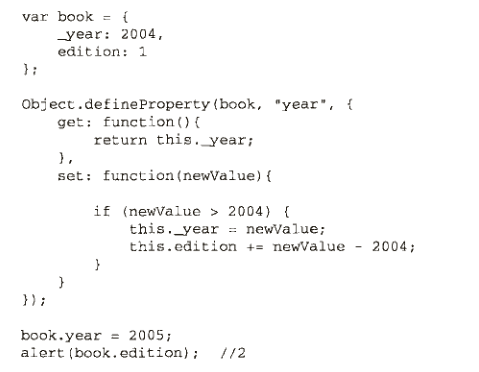 var book = {
    _year: 2004,
    edition: 1
};

Object.defineProperty(book, "year", {
    get: function(){
        return this._year;
    },
    set: function(newValue){

        if (newValue > 2004) {
            this._year = newValue;
            this.edition += newValue - 2004;
        }
    }
});

book.year = 2005;
alert(book.edition);  //2